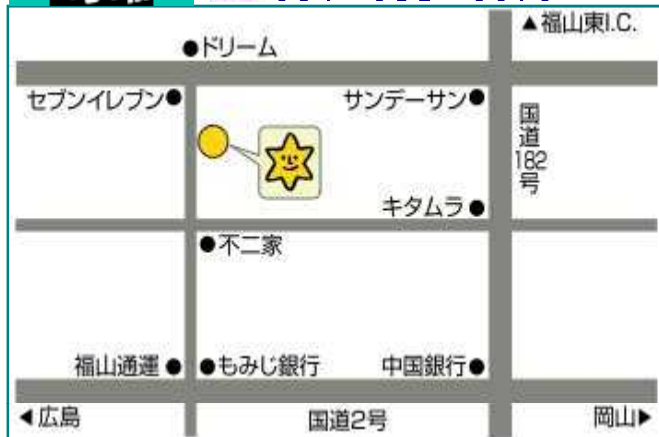 ▲福山東I.C.
●ドリーム
セブンイレブン●
サンデーサン●
国道182号
キタムラ●
●不二家
福山通運●
●もみじ銀行
中国銀行●
◀広島
国道2号
岡山▶